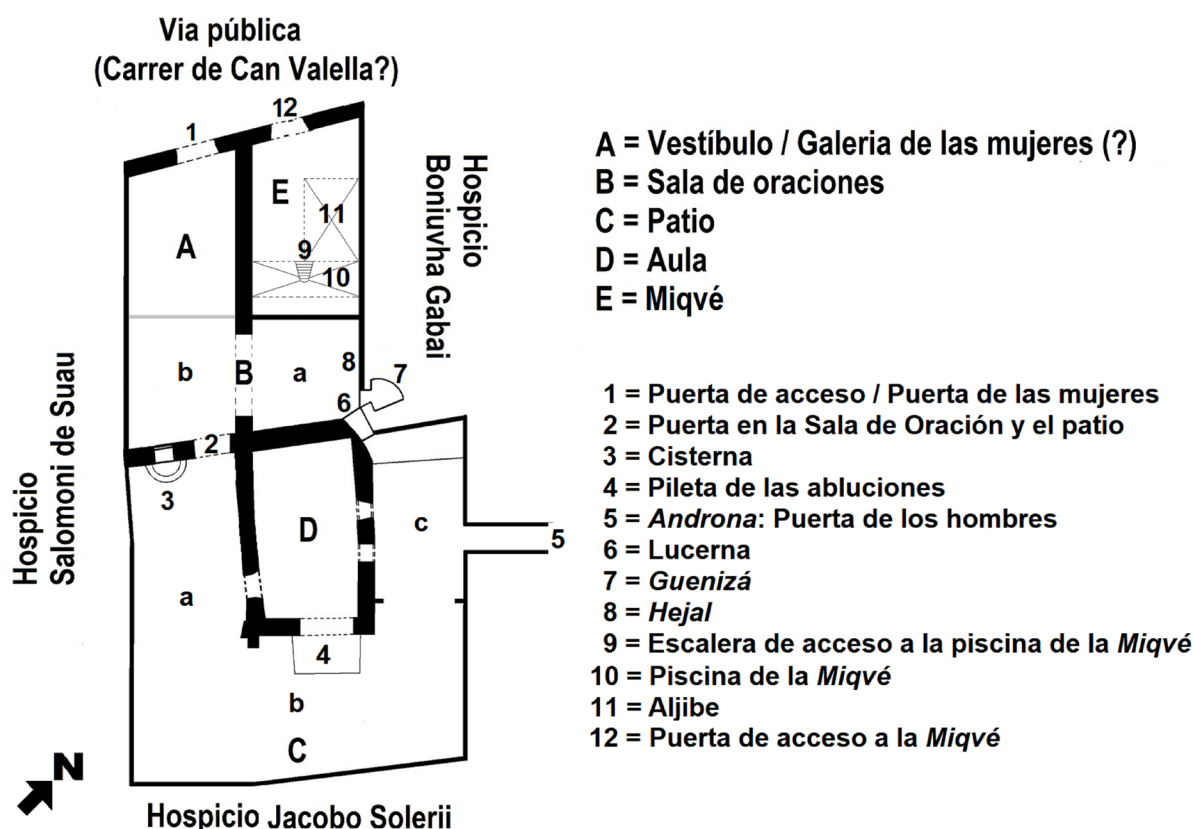 Via pública
(Carrer de Can Valella?)
12
1
E
11
A
9
10
Hospicio
Boniuvha Gabai
b
B
a
8
7
6
2
3
Hospicio
Salomoni de Suau
D
c
5
a
4
b
C
N
Hospicio Jacobo Solerii
A = Vestíbulo / Galeria de las mujeres (?)
B = Sala de oraciones
C = Patio
D = Aula
E = Miqvé
1 = Puerta de acceso / Puerta de las mujeres
2 = Puerta en la Sala de Oración y el patio
3 = Cisterna
4 = Pileta de las abluciones
5 = Androna: Puerta de los hombres
6 = Lucerna
7 = Guenizá
8 = Hejal
9 = Escalera de acceso a la piscina de la Miqvé
10 = Piscina de la Miqvé
11 = Aljibe
12 = Puerta de acceso a la Miqvé